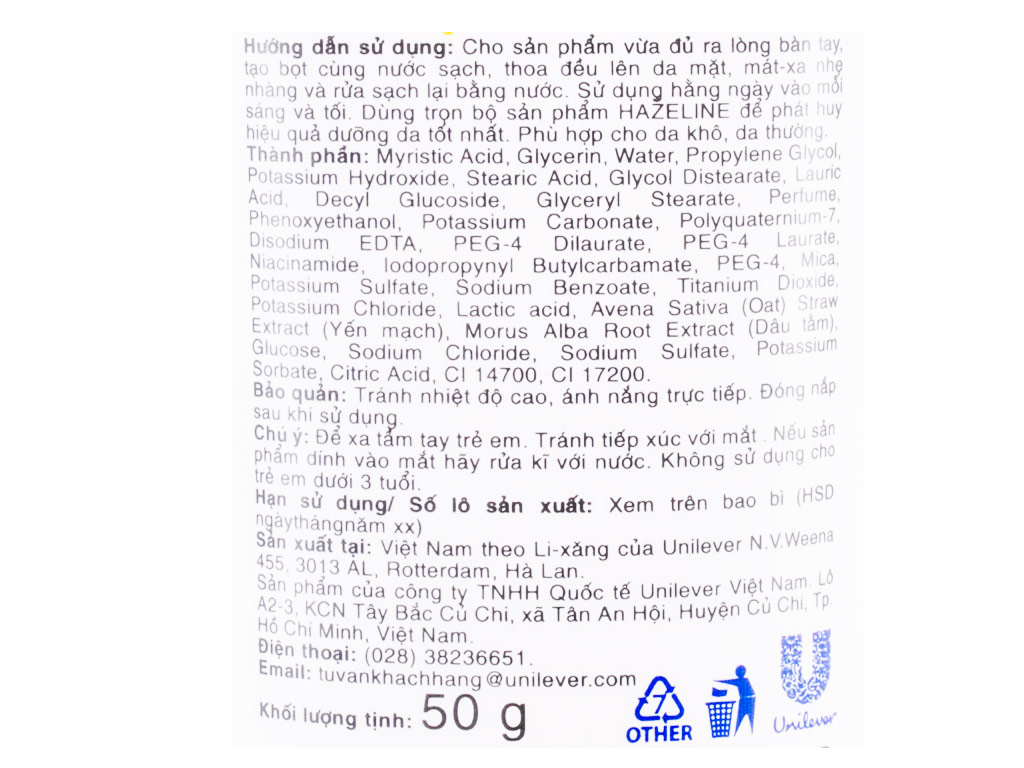 Hướng dẫn sử dụng: Cho sản phẩm vừa đủ ra lòng bàn tay,
tạo bọt cùng nước sạch, thoa đều lên da mặt, mát-xa nhẹ
nhàng và rửa sạch lại bằng nước. Sử dụng hằng ngày vào mỗi
sáng và tối. Dùng trọn bộ sản phẩm HAZELINE để phát huy
hiệu quả dưỡng da tốt nhất. Phù hợp cho da khô, da thường.
Thành phần: Myristic Acid, Glycerin, Water, Propylene Glycol,
Potassium Hydroxide, Stearic Acid, Glycol Distearate, Lauric
Acid, Decyl Glucoside, Glyceryl Stearate, Perfume,
Phenoxyethanol, Potassium Carbonate, Polyquaternium-7,
Disodium EDTA, PEG-4 Dilaurate, PEG-4 Laurate,
Niacinamide, Iodopropynyl Butylcarbamate, PEG-4, Mica,
Potassium Sulfate, Sodium Benzoate, Titanium Dioxide,
Potassium Chloride, Lactic acid, Avena Sativa (Oat) Straw
Extract (Yến mạch), Morus Alba Root Extract (Dâu tằm),
Glucose, Sodium Chloride, Sodium Sulfate, Potassium
Sorbate, Citric Acid, CI 14700, CI 17200.
Bảo quản: Tránh nhiệt độ cao, ánh nắng trực tiếp. Đóng nắp
sau khi sử dụng.
Chú ý: Để xa tầm tay trẻ em. Tránh tiếp xúc với mắt . Nếu sản
phẩm dính vào mắt hãy rửa kĩ với nước. Không sử dụng cho
trẻ em dưới 3 tuổi.
Hạn sử dụng/ Số lô sản xuất: Xem trên bao bì (HSD
ngàythángnăm xx)
Sản xuất tại: Việt Nam theo Li-xăng của Unilever N.V.Weena
455, 3013 AL, Rotterdam, Hà Lan.
Sản phẩm của công ty TNHH Quốc tế Unilever Việt Nam. Lô
A2-3, KCN Tây Bắc Củ Chi, xã Tân An Hội, Huyện Củ Chi, Tp.
Hồ Chí Minh, Việt Nam.
Điện thoại: (028) 38236651.
Email: tuvankhachhang@unilever.com
Khối lượng tịnh: 50 g
7
OTHER
Unilever